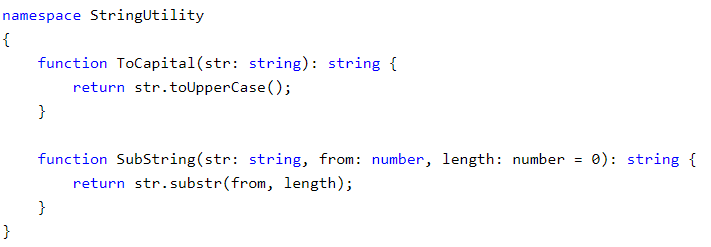 namespace StringUtility
{
    function ToCapital(str: string): string {
        return str.toUpperCase();
    }

    function SubString(str: string, from: number, length: number = 0): string {
        return str.substr(from, length);
    }
}